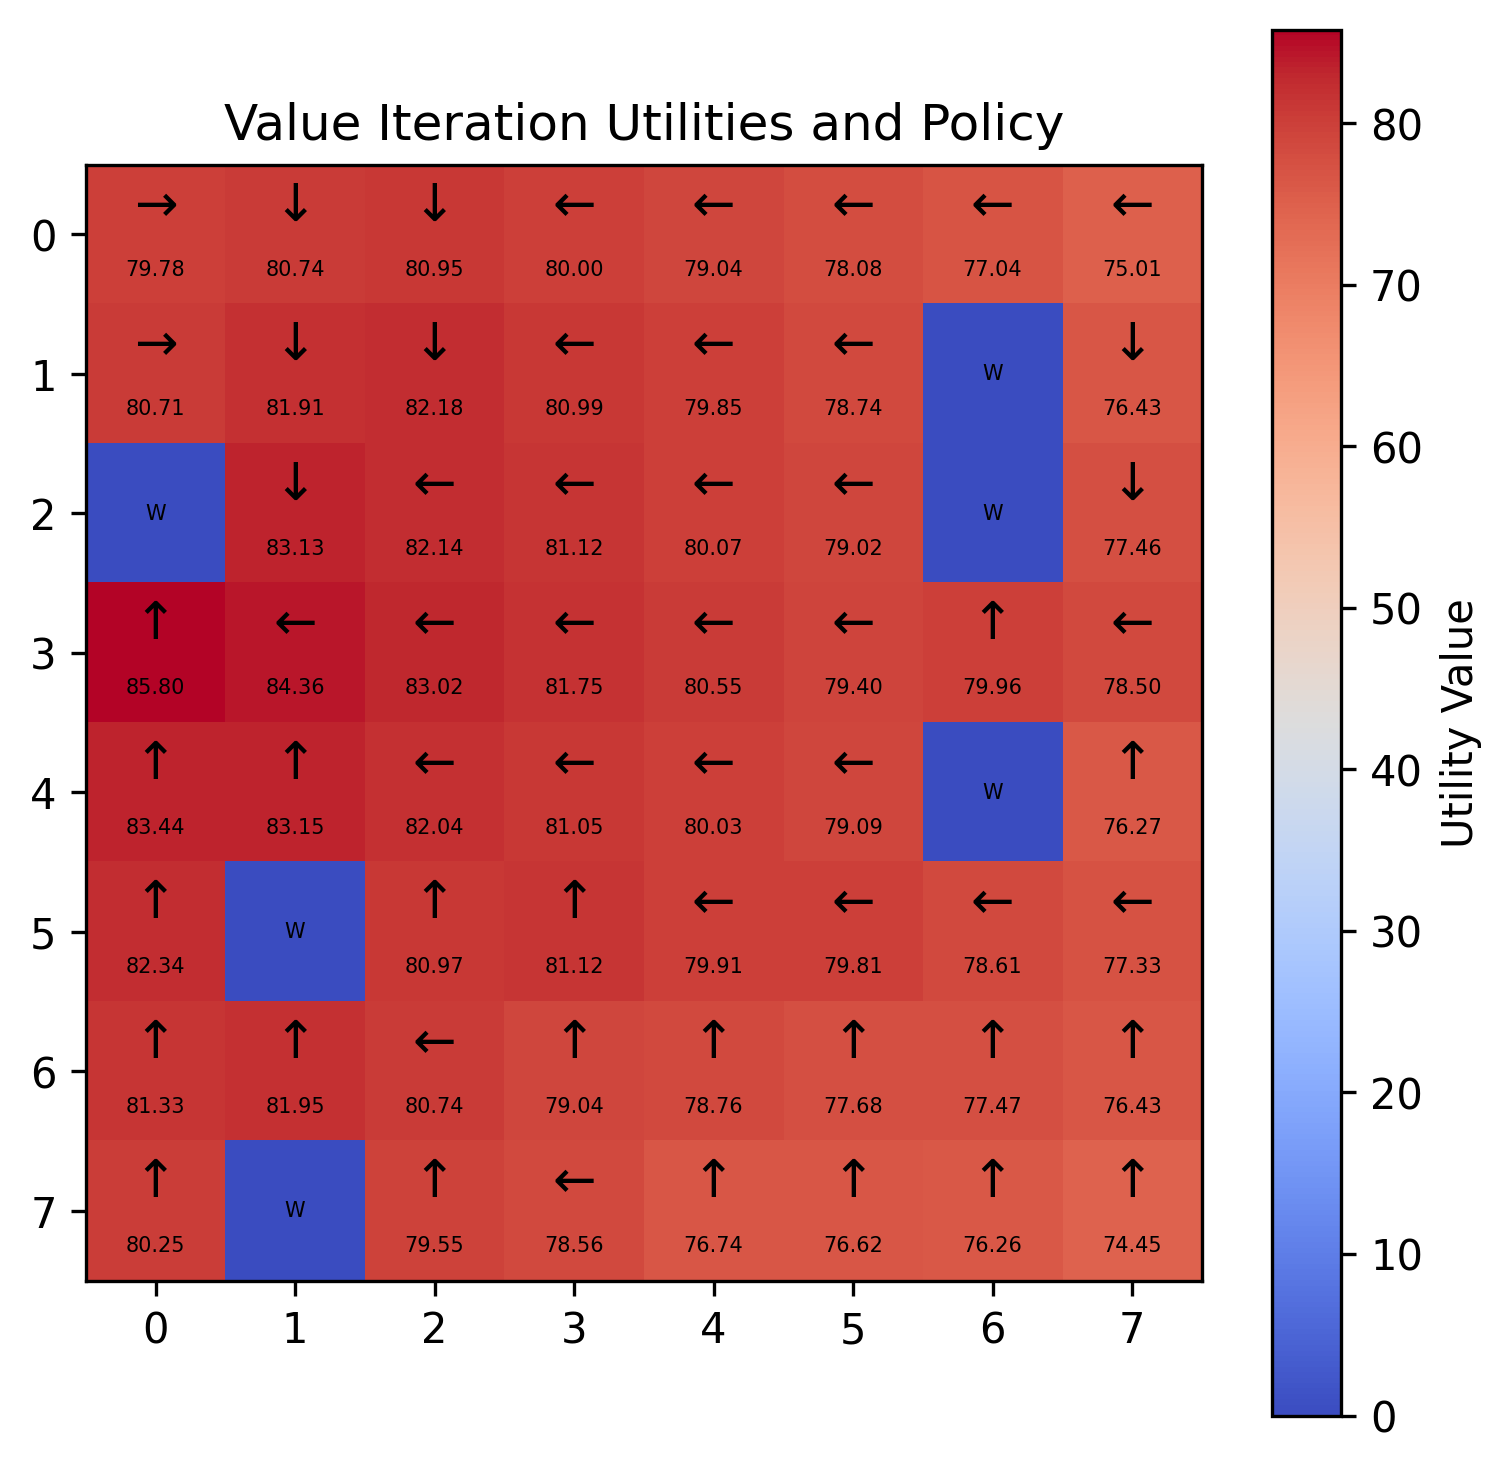 Value Iteration Utilities and Policy
0 → ↓ ↓ ← ← ← ← ←
79.78 80.74 80.95 80.00 79.04 78.08 77.04 75.01
1 → ↓ ↓ ← ← ← W ↓
80.71 81.91 82.18 80.99 79.85 78.74 76.43
2 W ↓ ← ← ← ← W ↓
83.13 82.14 81.12 80.07 79.02 77.46
3 ↑ ← ← ← ← ← ↑ ←
85.80 84.36 83.02 81.75 80.55 79.40 79.96 78.50
4 ↑ ↑ ← ← ← ← W ↑
83.44 83.15 82.04 81.05 80.03 79.09 76.27
5 ↑ W ↑ ↑ ← ← ← ←
82.34 80.97 81.12 79.91 79.81 78.61 77.33
6 ↑ ↑ ← ↑ ↑ ↑ ↑ ↑
81.33 81.95 80.74 79.04 78.76 77.68 77.47 76.43
7 ↑ W ↑ ← ↑ ↑ ↑ ↑
80.25 79.55 78.56 76.74 76.62 76.26 74.45
0 1 2 3 4 5 6 7
80
70
60
50
40
30
20
10
0
Utility Value